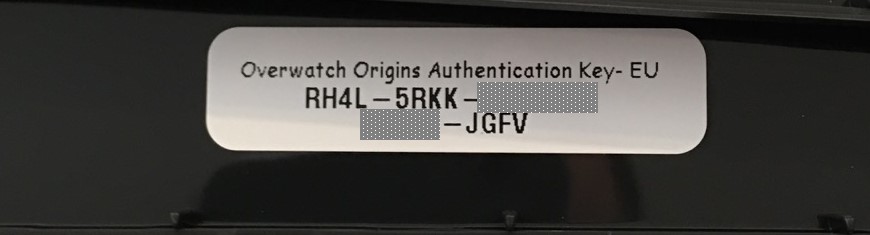 Overwatch Origins Authentication Key- EU
RH4L-5RKK-
-JGFV